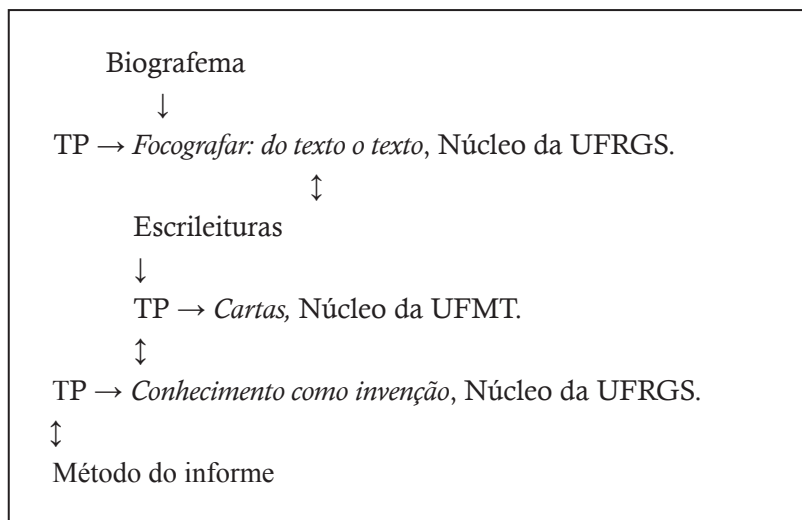 Biografema
↓
TP → Focografar: do texto o texto, Núcleo da UFRGS.
↕
Escrileituras
↓
TP → Cartas, Núcleo da UFMT.
↕
TP → Conhecimento como invenção, Núcleo da UFRGS.
↕
Método do informe